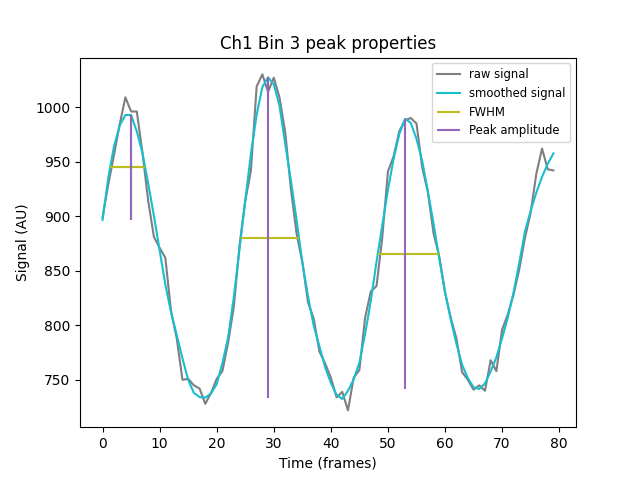 Ch1 Bin 3 peak properties
raw signal
smoothed signal
FWHM
Peak amplitude
Signal (AU)
1000
950
900
850
800
750
0 10 20 30 40 50 60 70 80
Time (frames)